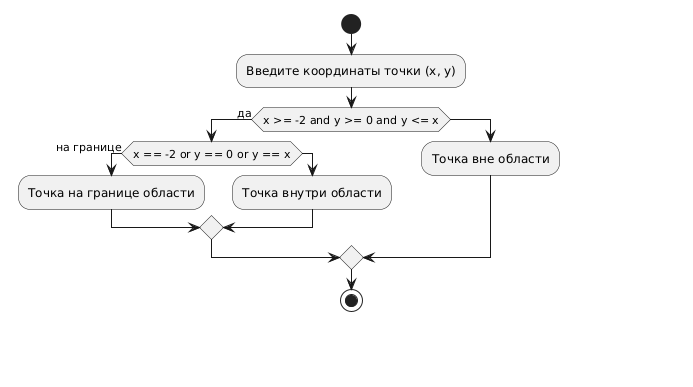 Введите координаты точки (x, y)
да
x >= -2 and y >= 0 and y <= x
на границе
x == -2 or y == 0 or y == x
Точка вне области
Точка на границе области
Точка внутри области